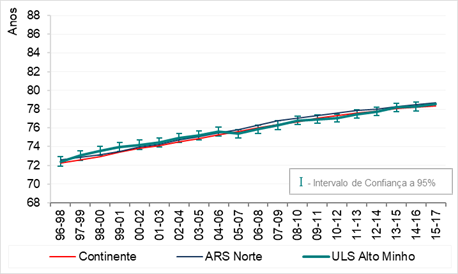 Anos
88
86
84
82
80
78
76
74
72
70
68
I - Intervalo de Confiança a 95%
96-98 97-99 98-00 99-01 00-02 01-03 02-04 03-05 04-06 05-07 06-08 07-09 08-10 09-11 10-12 11-13 12-14 13-15 14-16 15-17
Continente ARS Norte ULS Alto Minho